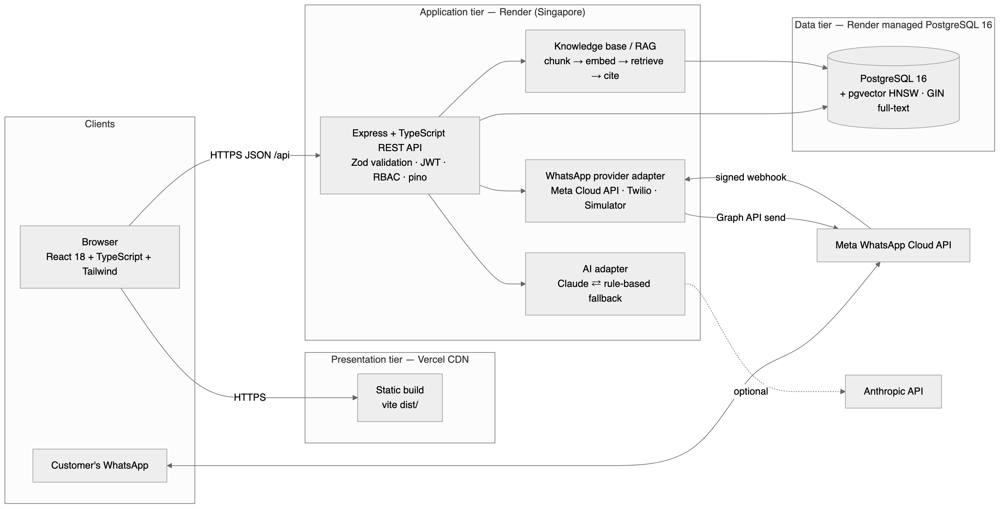 Application tier — Render (Singapore)
Data tier — Render managed PostgreSQL 16
Knowledge base / RAG
chunk → embed → retrieve
→ cite
PostgreSQL 16
+ pgvector HNSW · GIN
full-text
Clients
Express + TypeScript
REST API
Zod validation · JWT ·
RBAC · pino
HTTPS JSON /api
WhatsApp provider adapter
Meta Cloud API · Twilio ·
Simulator
signed webhook
Graph API send
Browser
React 18 + TypeScript +
Tailwind
Meta WhatsApp Cloud API
AI adapter
Claude ⇄ rule-based
fallback
Presentation tier — Vercel CDN
Static build
vite dist/
HTTPS
optional
Anthropic API
Customer's WhatsApp